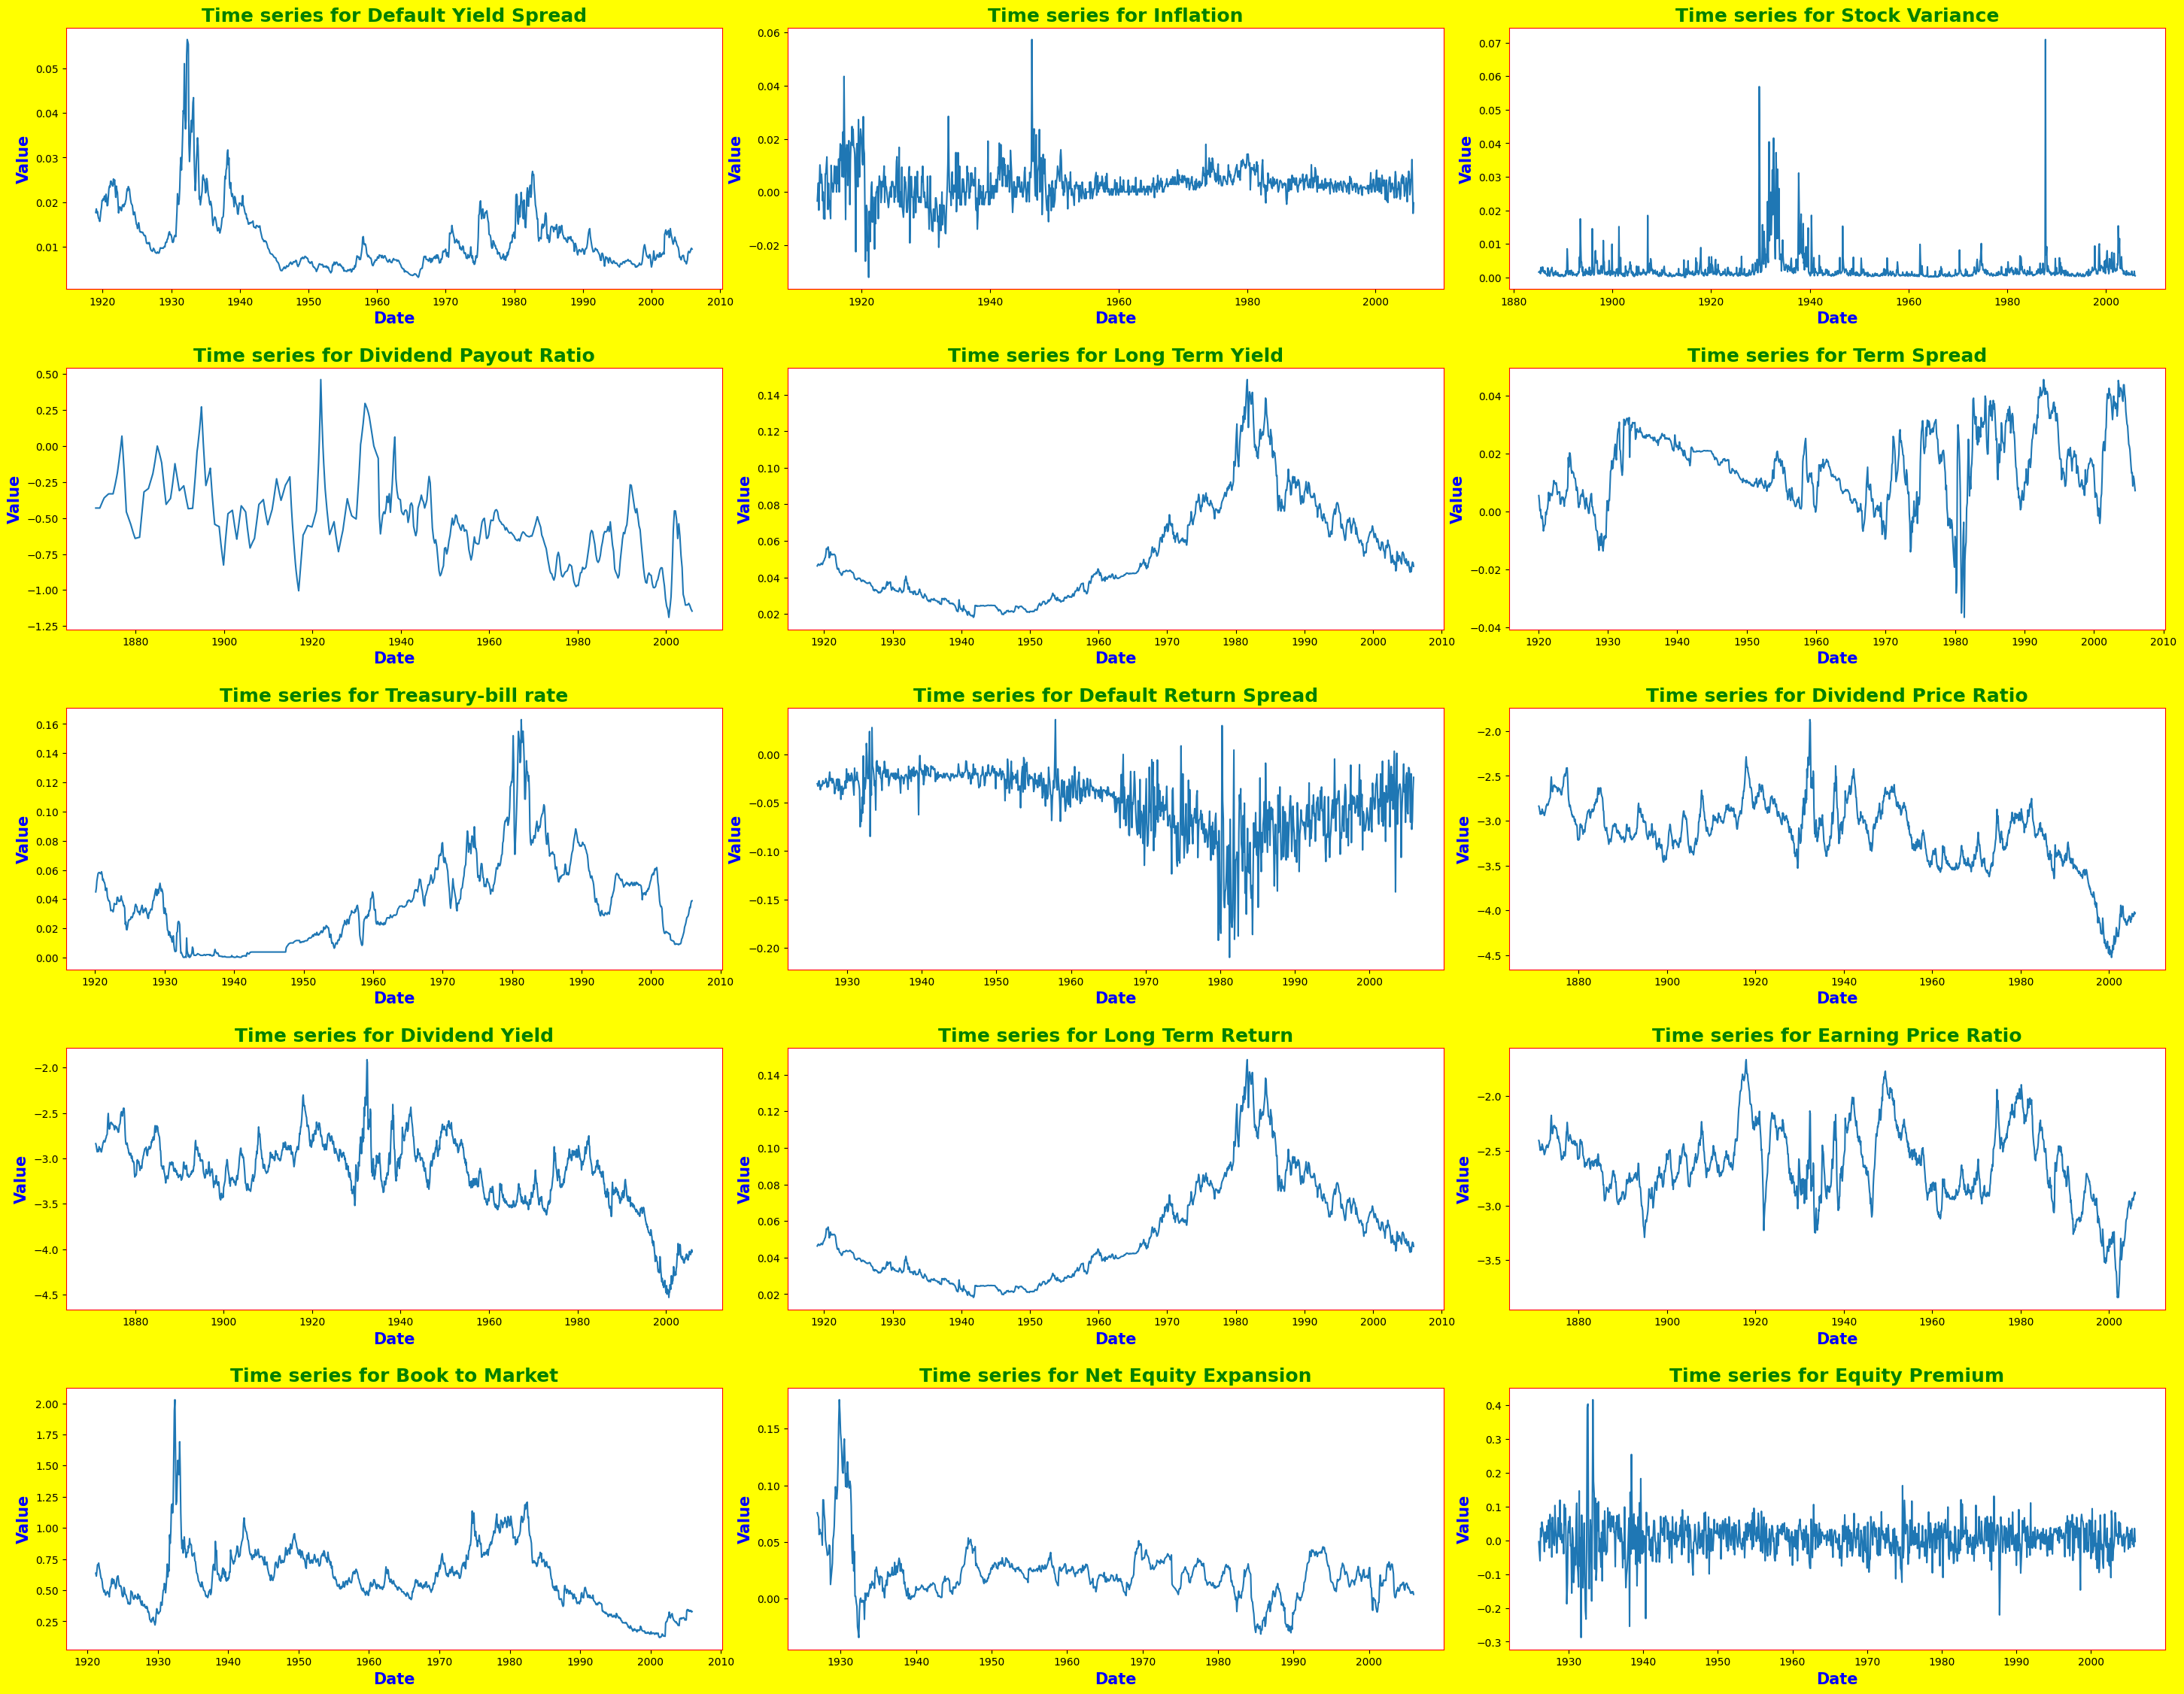 Time series for Default Yield Spread
Value
0.05
0.04
0.03
0.02
0.01
1920 1930 1940 1950 1960 1970 1980 1990 2000 2010
Date
Time series for Inflation
Value
0.06
0.04
0.02
0.00
−0.02
1920 1940 1960 1980 2000
Date
Time series for Stock Variance
Value
0.07
0.06
0.05
0.04
0.03
0.02
0.01
0.00
1880 1900 1920 1940 1960 1980 2000
Date
Time series for Dividend Payout Ratio
Value
0.50
0.25
0.00
−0.25
−0.50
−0.75
−1.00
−1.25
1880 1900 1920 1940 1960 1980 2000
Date
Time series for Long Term Yield
Value
0.14
0.12
0.10
0.08
0.06
0.04
0.02
1920 1930 1940 1950 1960 1970 1980 1990 2000 2010
Date
Time series for Term Spread
Value
0.04
0.02
0.00
−0.02
−0.04
1920 1930 1940 1950 1960 1970 1980 1990 2000 2010
Date
Time series for Treasury-bill rate
Value
0.16
0.14
0.12
0.10
0.08
0.06
0.04
0.02
0.00
1920 1930 1940 1950 1960 1970 1980 1990 2000 2010
Date
Time series for Default Return Spread
Value
0.00
−0.05
−0.10
−0.15
−0.20
1930 1940 1950 1960 1970 1980 1990 2000
Date
Time series for Dividend Price Ratio
Value
−2.0
−2.5
−3.0
−3.5
−4.0
−4.5
1880 1900 1920 1940 1960 1980 2000
Date
Time series for Dividend Yield
Value
−2.0
−2.5
−3.0
−3.5
−4.0
−4.5
1880 1900 1920 1940 1960 1980 2000
Date
Time series for Long Term Return
Value
0.14
0.12
0.10
0.08
0.06
0.04
0.02
1920 1930 1940 1950 1960 1970 1980 1990 2000 2010
Date
Time series for Earning Price Ratio
Value
−2.0
−2.5
−3.0
−3.5
1880 1900 1920 1940 1960 1980 2000
Date
Time series for Book to Market
Value
2.00
1.75
1.50
1.25
1.00
0.75
0.50
0.25
1920 1930 1940 1950 1960 1970 1980 1990 2000 2010
Date
Time series for Net Equity Expansion
Value
0.15
0.10
0.05
0.00
1930 1940 1950 1960 1970 1980 1990 2000
Date
Time series for Equity Premium
Value
0.4
0.3
0.2
0.1
0.0
−0.1
−0.2
−0.3
1930 1940 1950 1960 1970 1980 1990 2000
Date